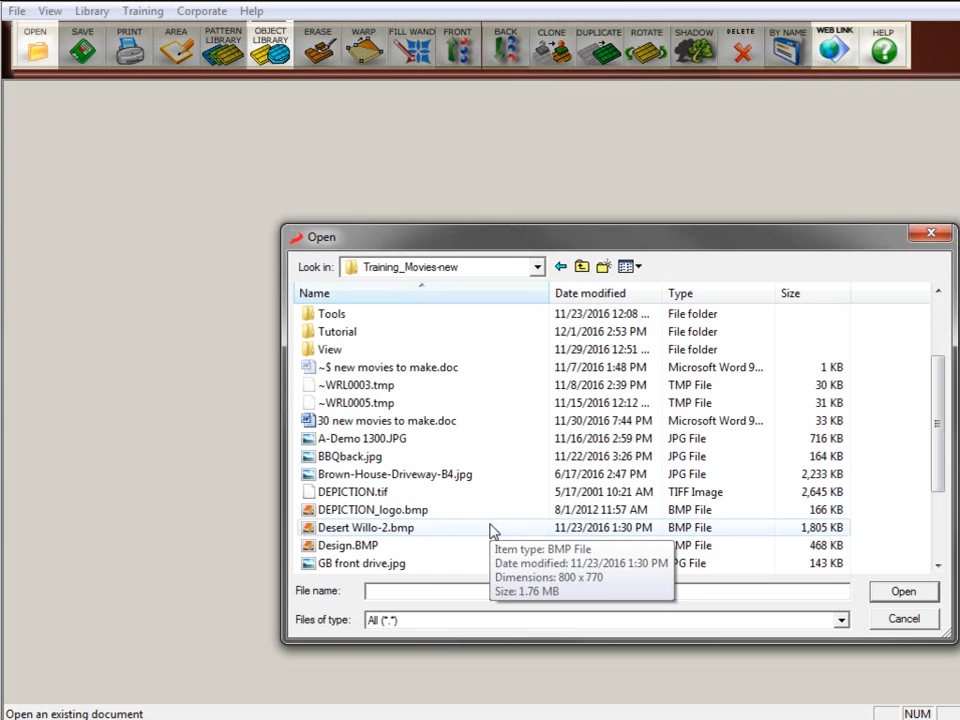 File View Library Training Corporate Help
OPEN SAVE PRINT AREA PATTERN LIBRARY OBJECT LIBRARY ERASE WARP FILL WAND FRONT BACK CLONE DUPLICATE ROTATE SHADOW DELETE BY NAME WEB LINK HELP
Open
Look in: Training_Movies-new
Name Date modified Type Size
Tools 11/23/2016 12:08 ... File folder
Tutorial 12/1/2016 2:53 PM File folder
View 11/29/2016 12:51 ... File folder
~$ new movies to make.doc 11/7/2016 1:48 PM Microsoft Word 9... 1 KB
~WRL0003.tmp 11/8/2016 2:39 PM TMP File 30 KB
~WRL0005.tmp 11/15/2016 12:12 ... TMP File 31 KB
30 new movies to make.doc 11/30/2016 7:44 PM Microsoft Word 9... 33 KB
A-Demo 1300.JPG 11/16/2016 2:59 PM JPG File 716 KB
BBQback.jpg 11/22/2016 3:26 PM JPG File 164 KB
Brown-House-Driveway-B4.jpg 6/17/2016 2:47 PM JPG File 2,233 KB
DEPICTION.tif 5/17/2001 10:21 AM TIFF Image 2,645 KB
DEPICTION_logo.bmp 8/1/2012 11:57 AM BMP File 166 KB
Desert Willo-2.bmp 11/23/2016 1:30 PM BMP File 1,805 KB
Design.BMP MP File 468 KB
GB front drive.jpg PG File 143 KB
Item type: BMP File
Date modified: 11/23/2016 1:30 PM
Dimensions: 800 x 770
Size: 1.76 MB
File name: Open
Files of type: All (*.*) Cancel
Open an existing document NUM